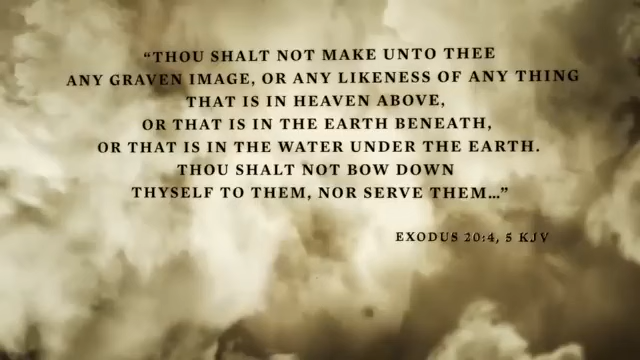 “THOU SHALT NOT MAKE UNTO THEE
ANY GRAVEN IMAGE, OR ANY LIKENESS OF ANY THING
THAT IS IN HEAVEN ABOVE,
OR THAT IS IN THE EARTH BENEATH,
OR THAT IS IN THE WATER UNDER THE EARTH.
THOU SHALT NOT BOW DOWN
THYSELF TO THEM, NOR SERVE THEM...”
EXODUS 20:4, 5 KJV